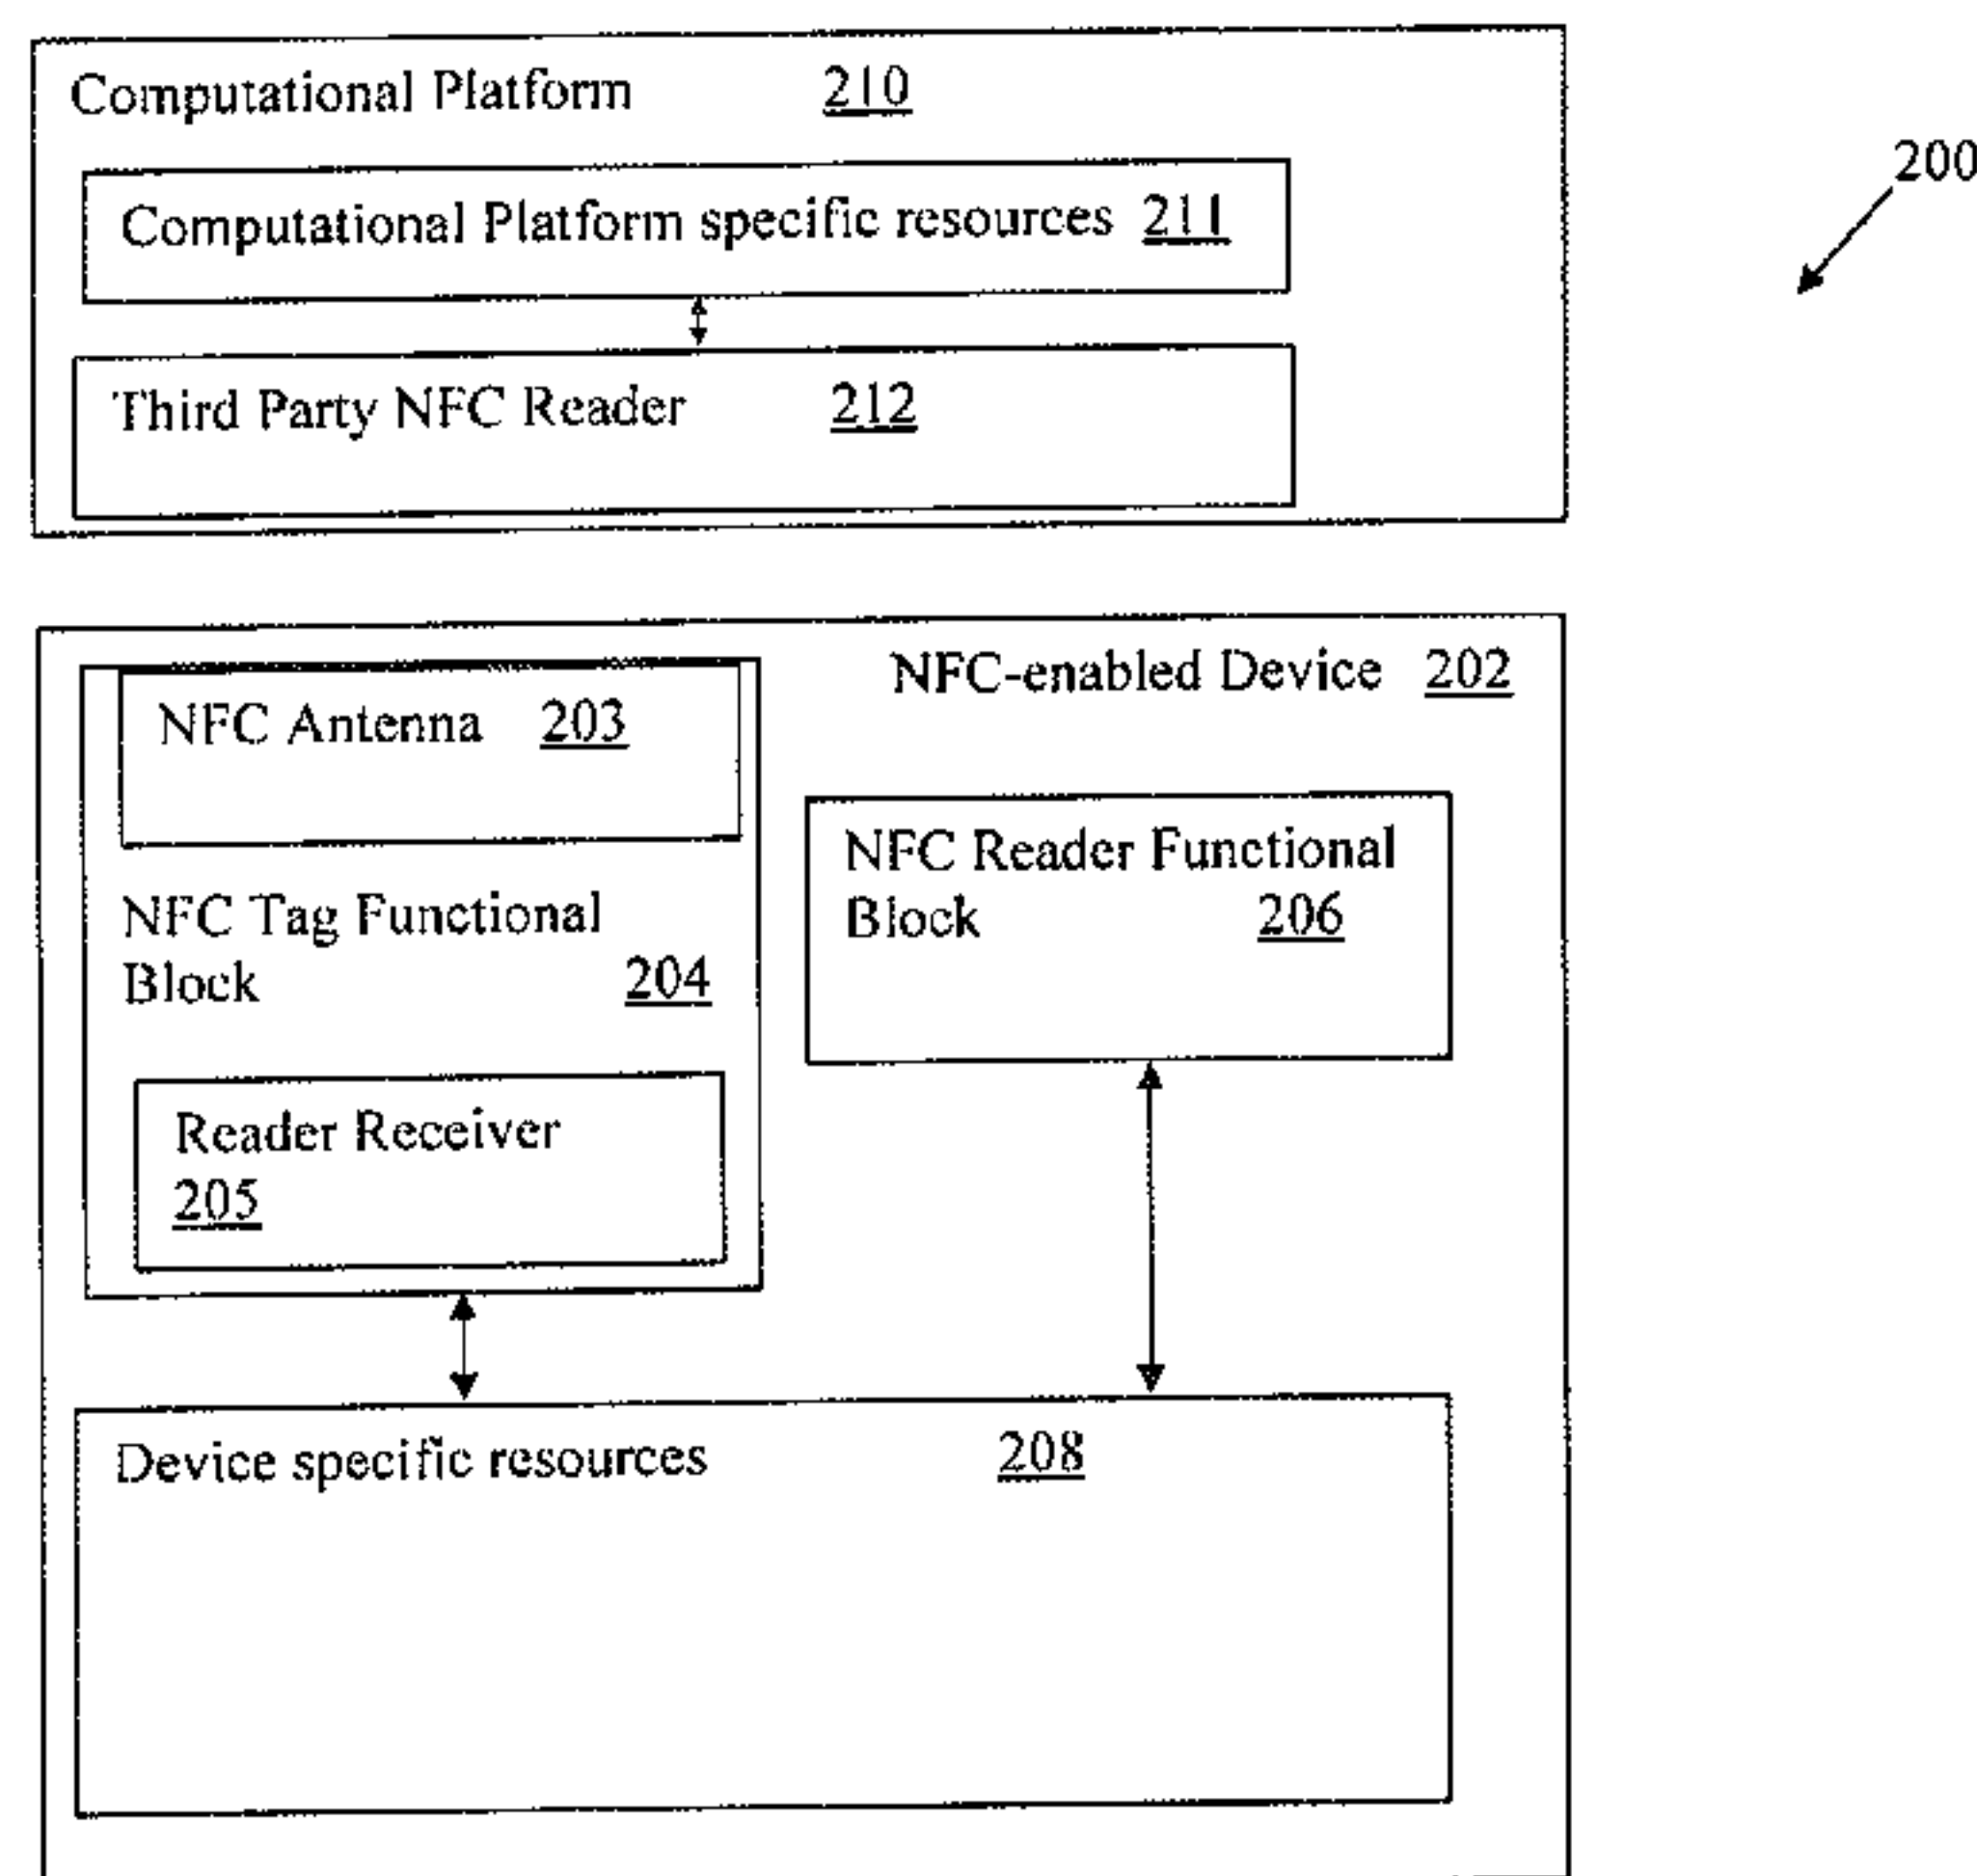 Computational Platform 210
200
Computational Platform specific resources 211
Third Party NFC Reader 212
NFC-enabled Device 202
NFC Antenna 203
NFC Tag Functional
Block 204
Reader Receiver
205
NFC Reader Functional
Block 206
Device specific resources 208